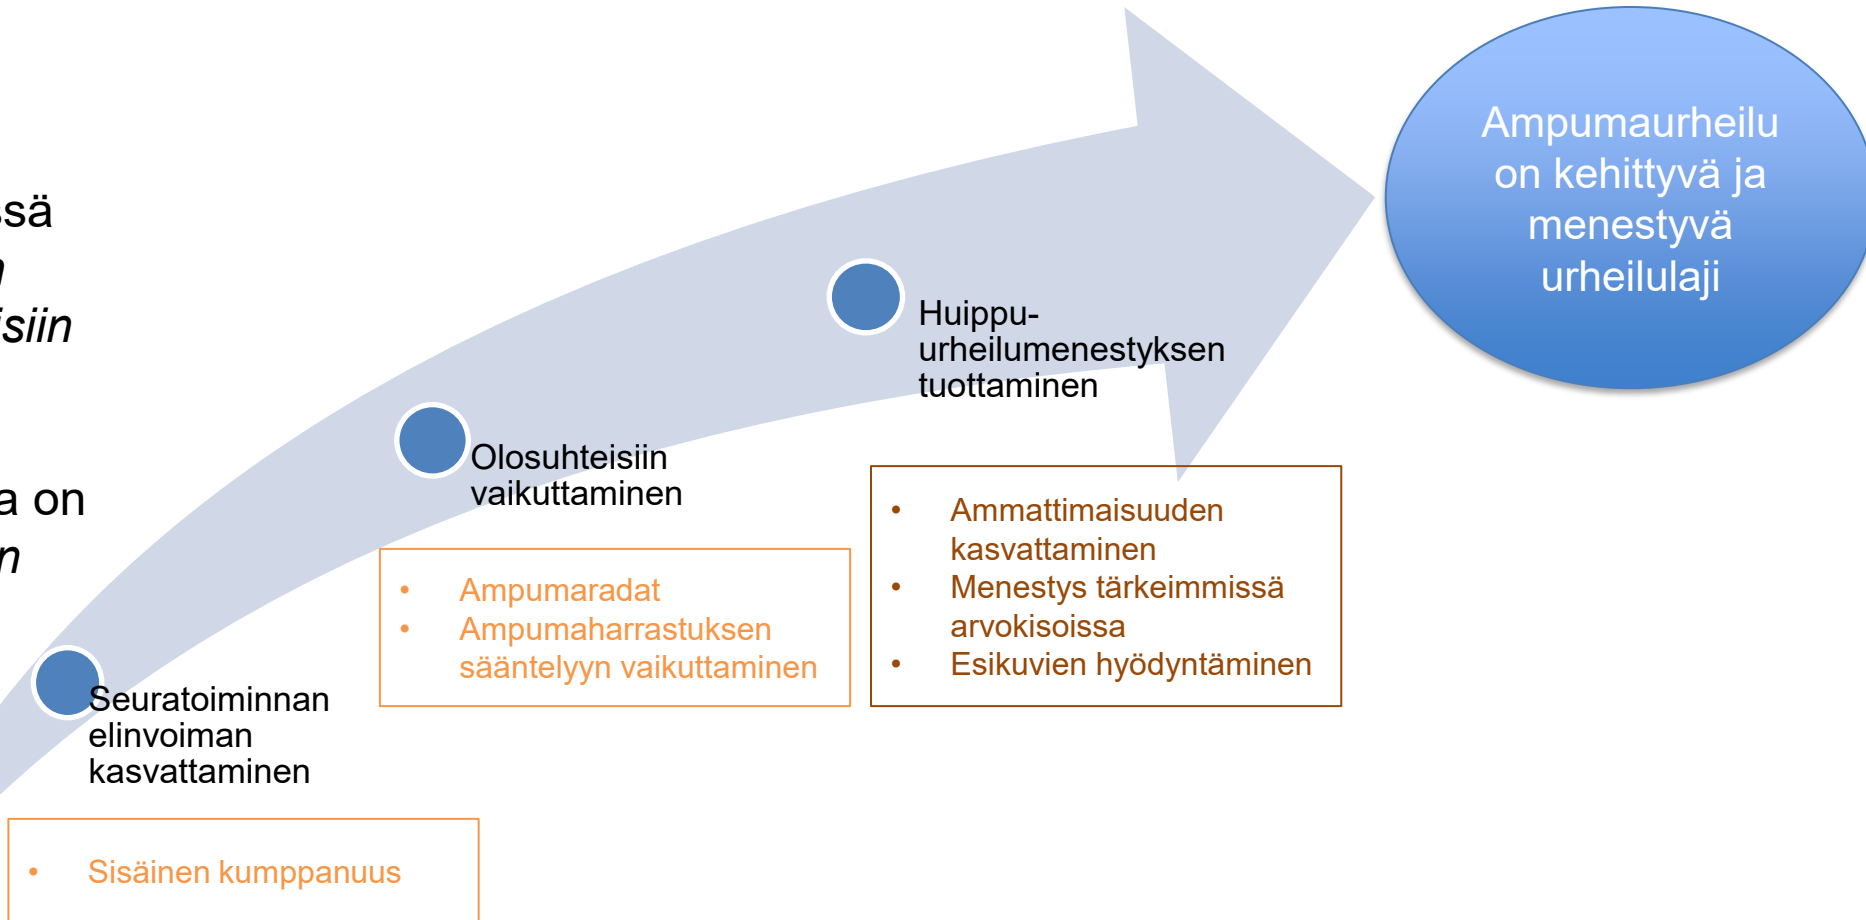 Ampumaurheilu
on kehittyvä ja
menestyvä
urheilulaji
ssä
isiin
a on
n
Huippu-
urheilumenestyksen
tuottaminen
Olosuhteisiin
vaikuttaminen
Seuratoiminnan
elinvoiman
kasvattaminen
• Ammattimaisuuden
kasvattaminen
• Menestys tärkeimmissä
arvokisoissa
• Esikuvien hyödyntäminen
• Ampumaradat
• Ampumaharrastuksen
sääntelyyn vaikuttaminen
• Sisäinen kumppanuus